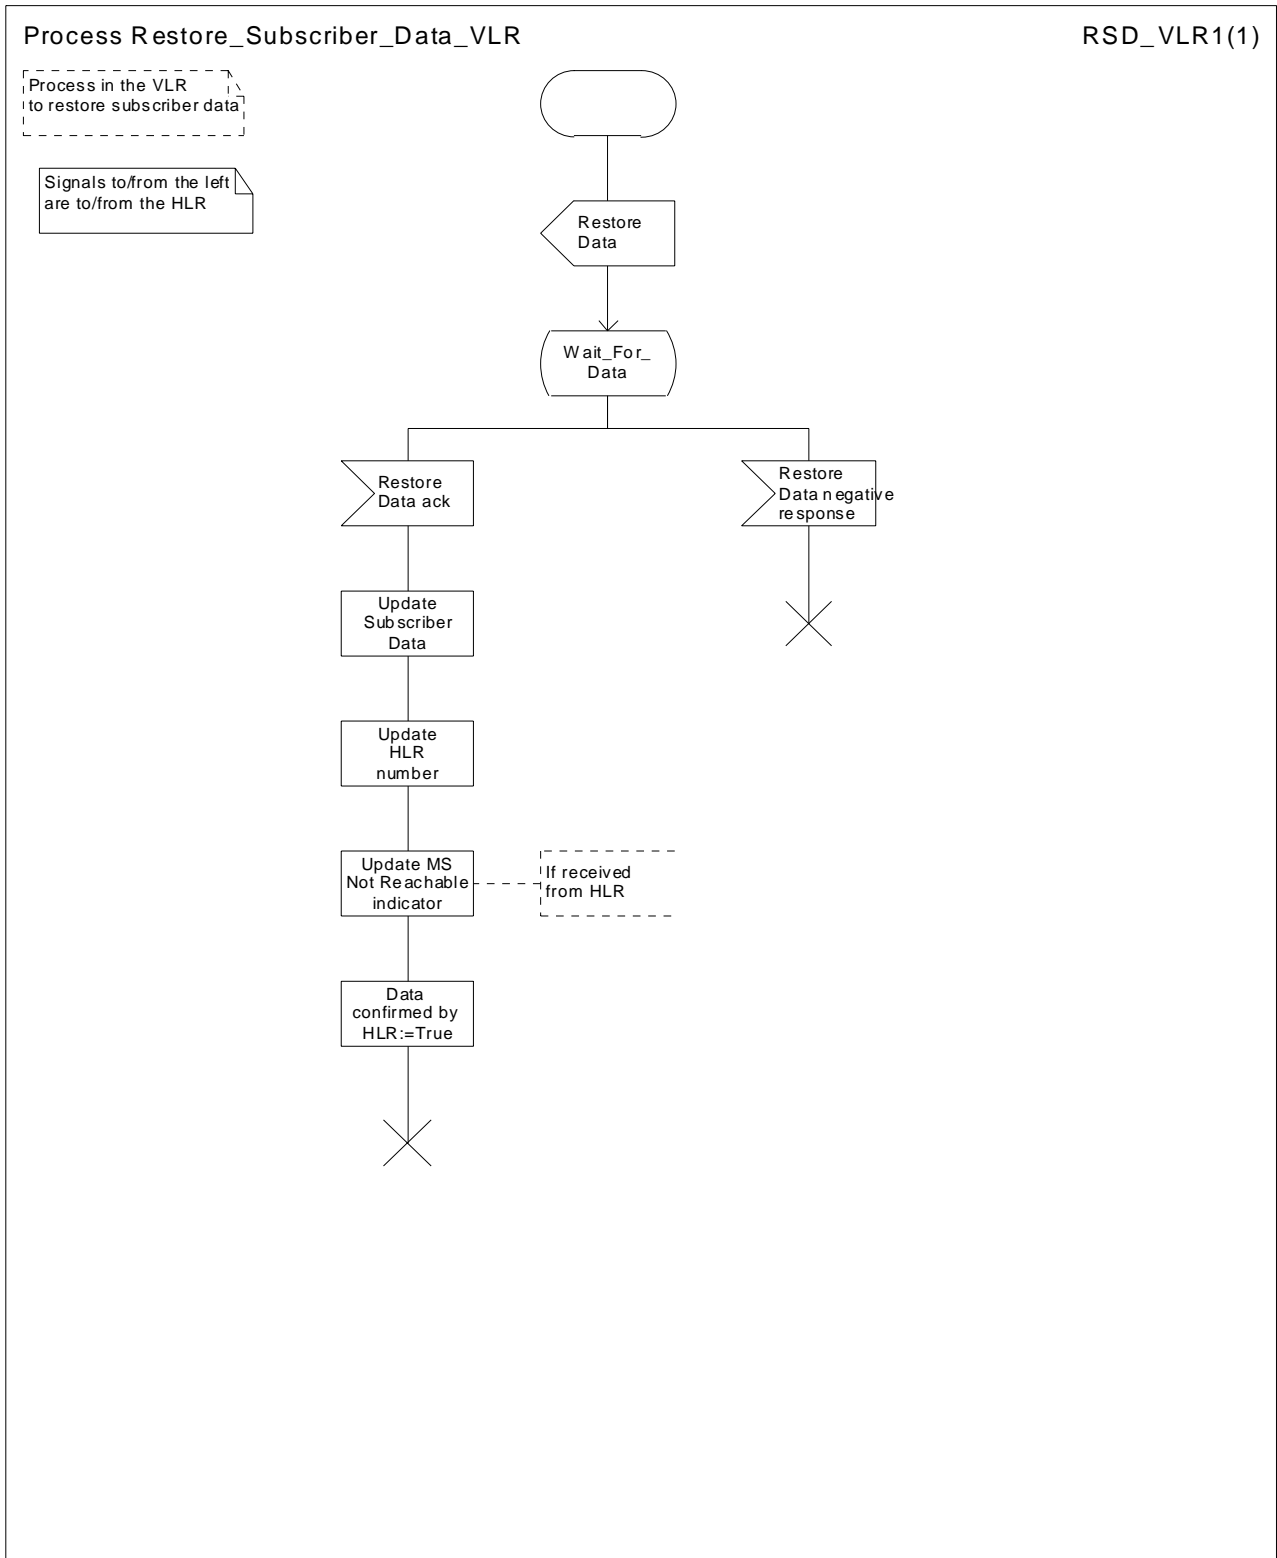 Process Restore_Subscriber_Data_VLR
RSD_VLR1(1)
Process in the VLR
to restore subscriber data
Signals to/from the left
are to/from the HLR
Restore
Data
Wait_For_
Data
Restore
Data ack
Restore
Data negative
response
Update
Subscriber
Data
Update
HLR
number
Update MS
Not Reachable
indicator
If received
from HLR
Data
confirmed by
HLR:=True